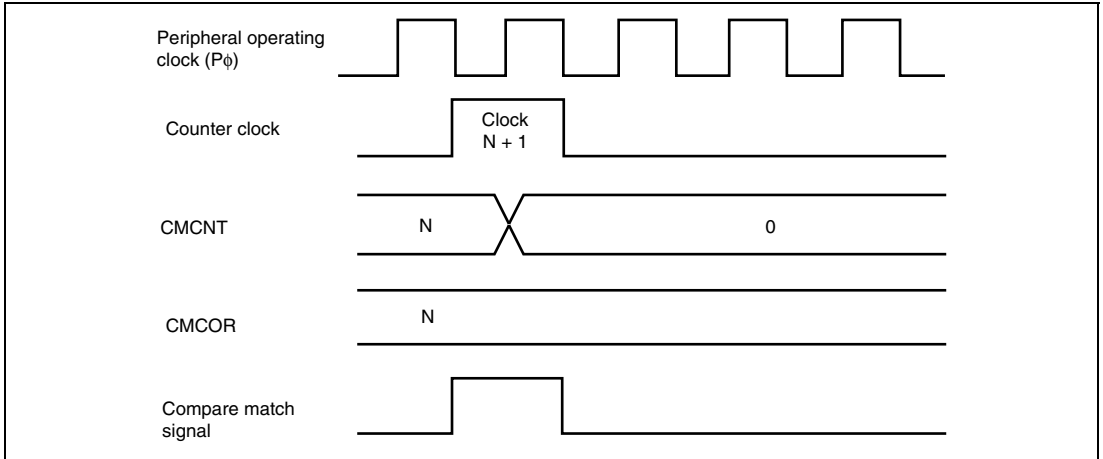 Peripheral operating
clock (Pφ)
Counter clock
Clock
N + 1
CMCNT
N
0
CMCOR
N
Compare match
signal